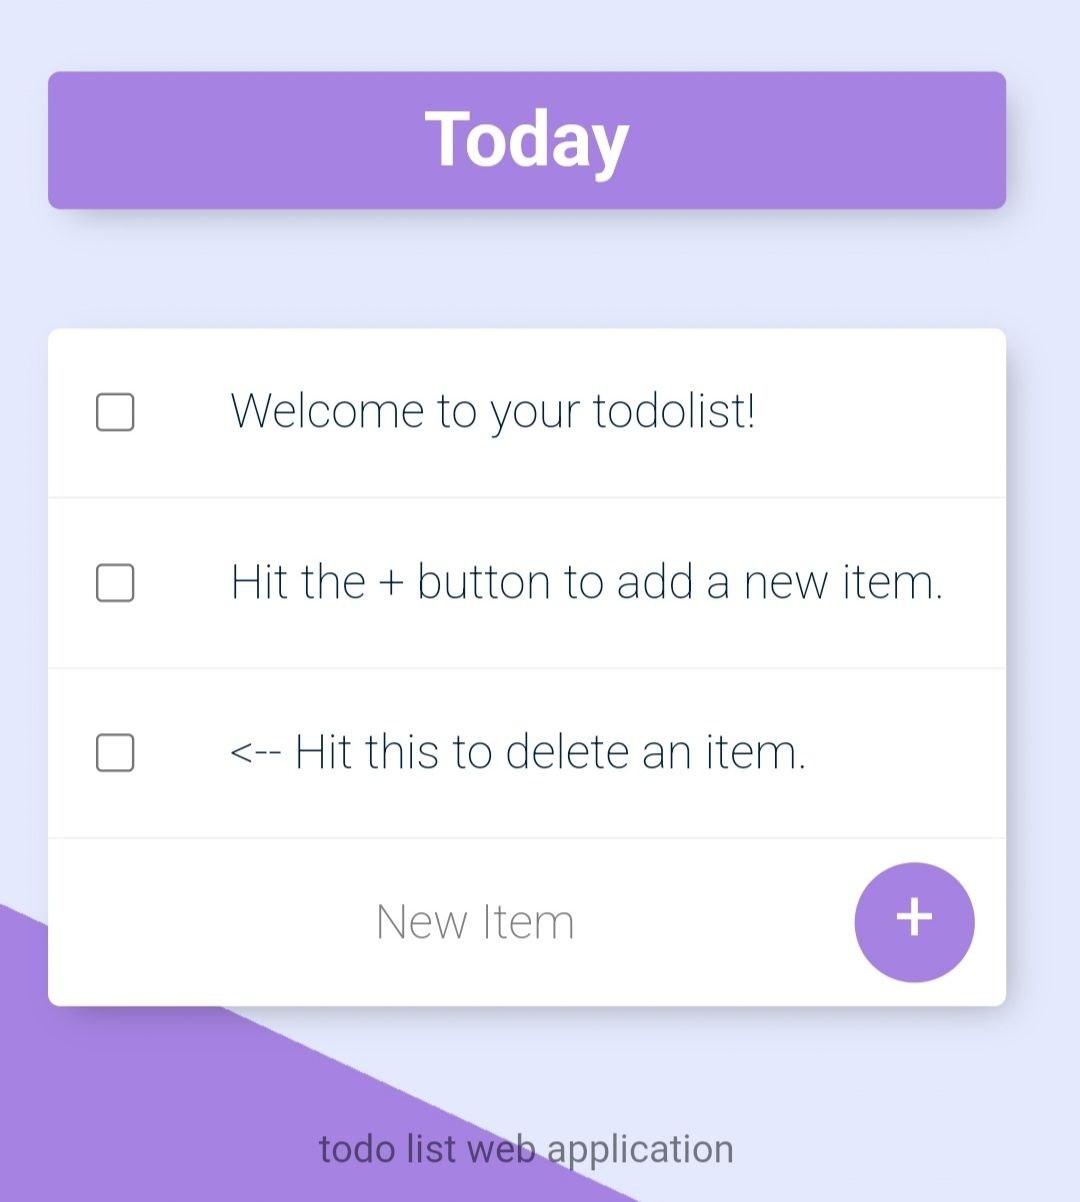 Today
Welcome to your todolist!
Hit the + button to add a new item.
<-- Hit this to delete an item.
New Item
+
todo list web application